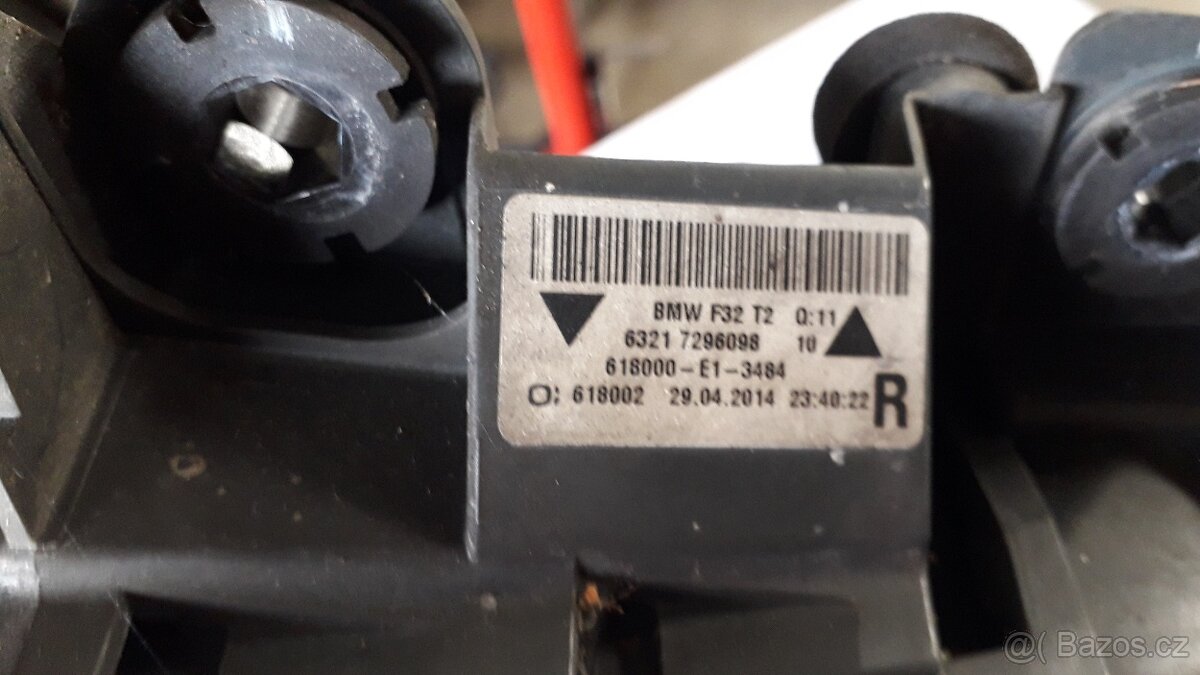 BMW F32 T2 Q:11
6321 7296098 10
618000-E1-3484
O: 618002 29.04.2014 23:40:22 R
Bazos.cz